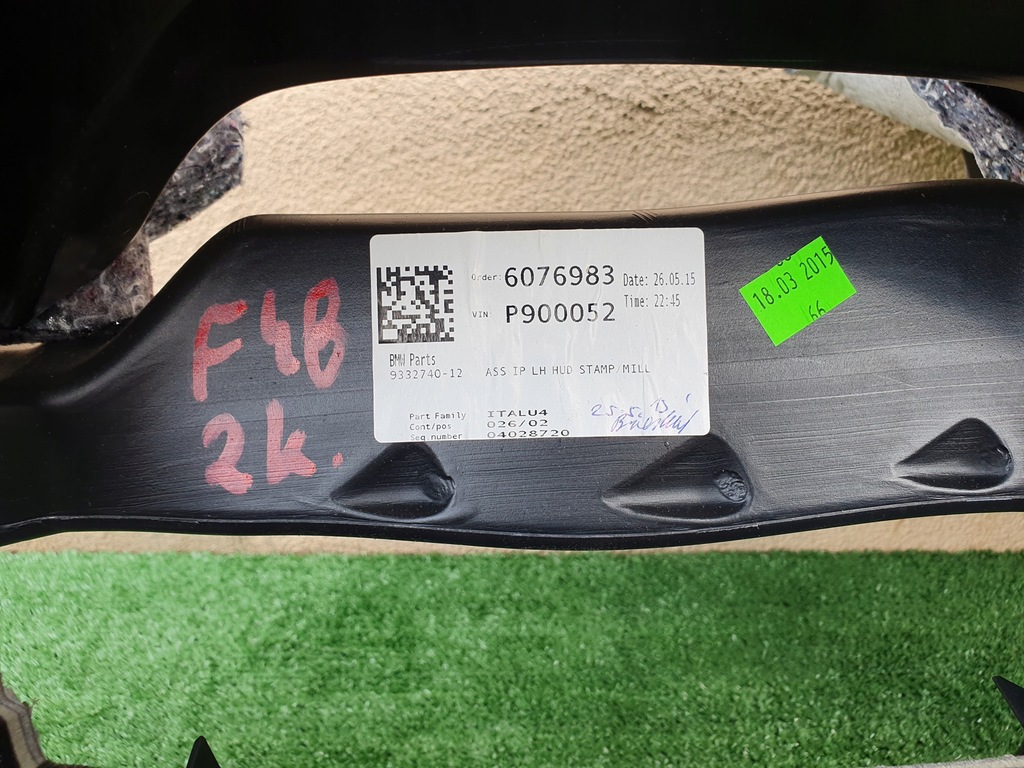 F48
2k.
Order: 6076983
Date: 26.05.15
VIN: P900052
Time: 22:45
BMW Parts
9332740-12 ASS IP LH HUD STAMP/MILL
Part Family ITALU4
Cont/pos 026/02
Seq.number 04028720
18.03 2015
66